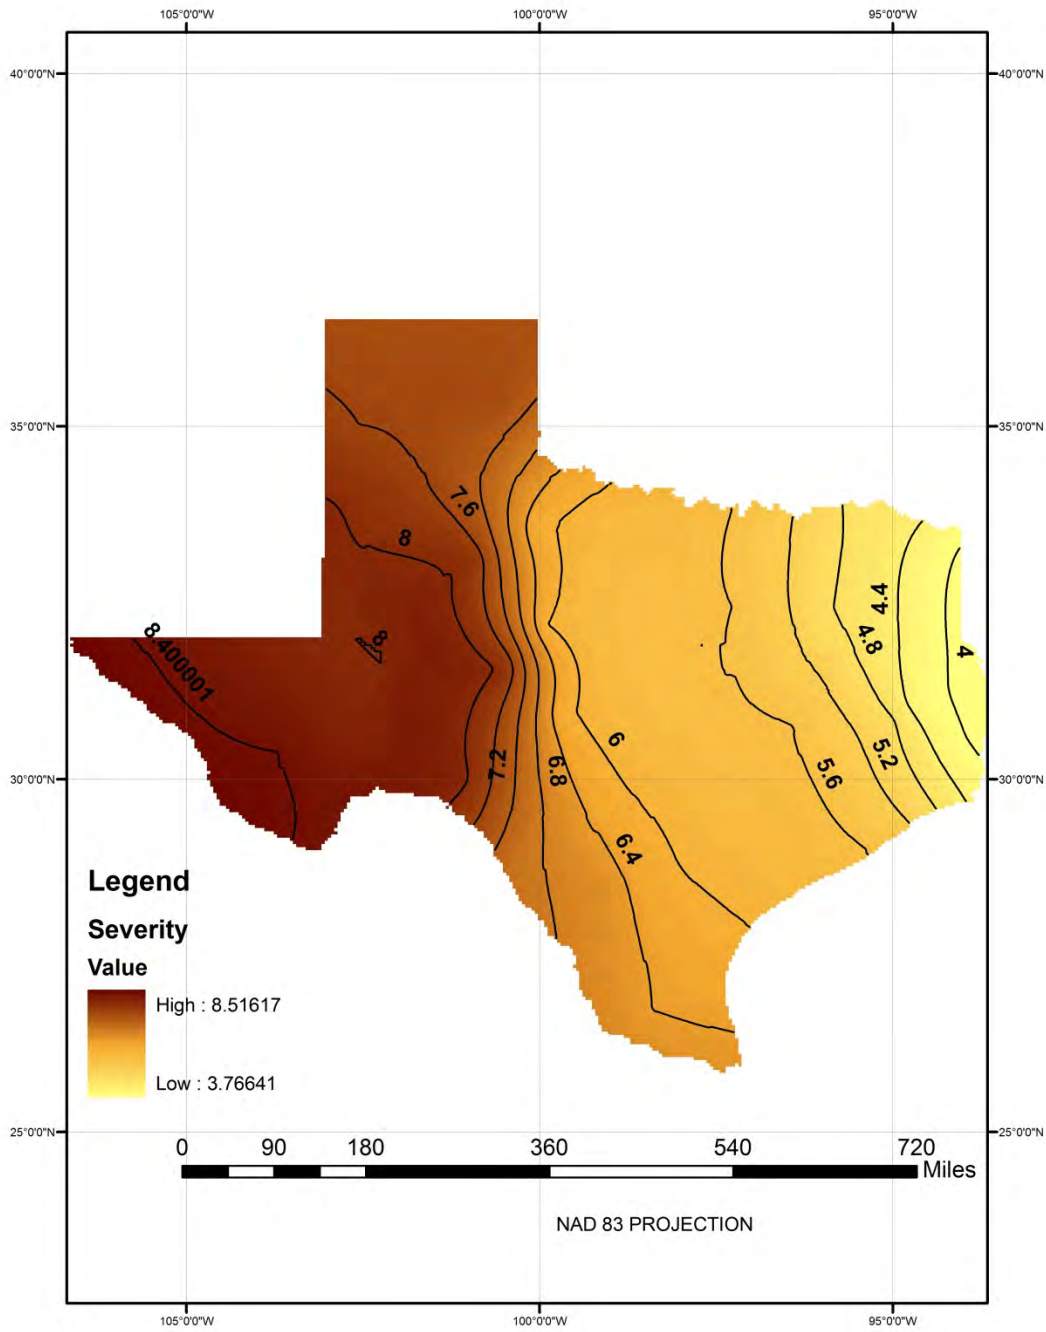 105°0'0"W 100°0'0"W 95°0'0"W
40°0'0"N 40°0'0"N
35°0'0"N 35°0'0"N
7.6
8
4.4
8.400001
8
4.8
4
6
5.2
7.2
6.8
5.6
30°0'0"N 30°0'0"N
6.4
Legend
Severity
Value
High : 8.51617
Low : 3.76641
25°0'0"N 25°0'0"N
0 90 180 360 540 720
Miles
NAD 83 PROJECTION
105°0'0"W 100°0'0"W 95°0'0"W